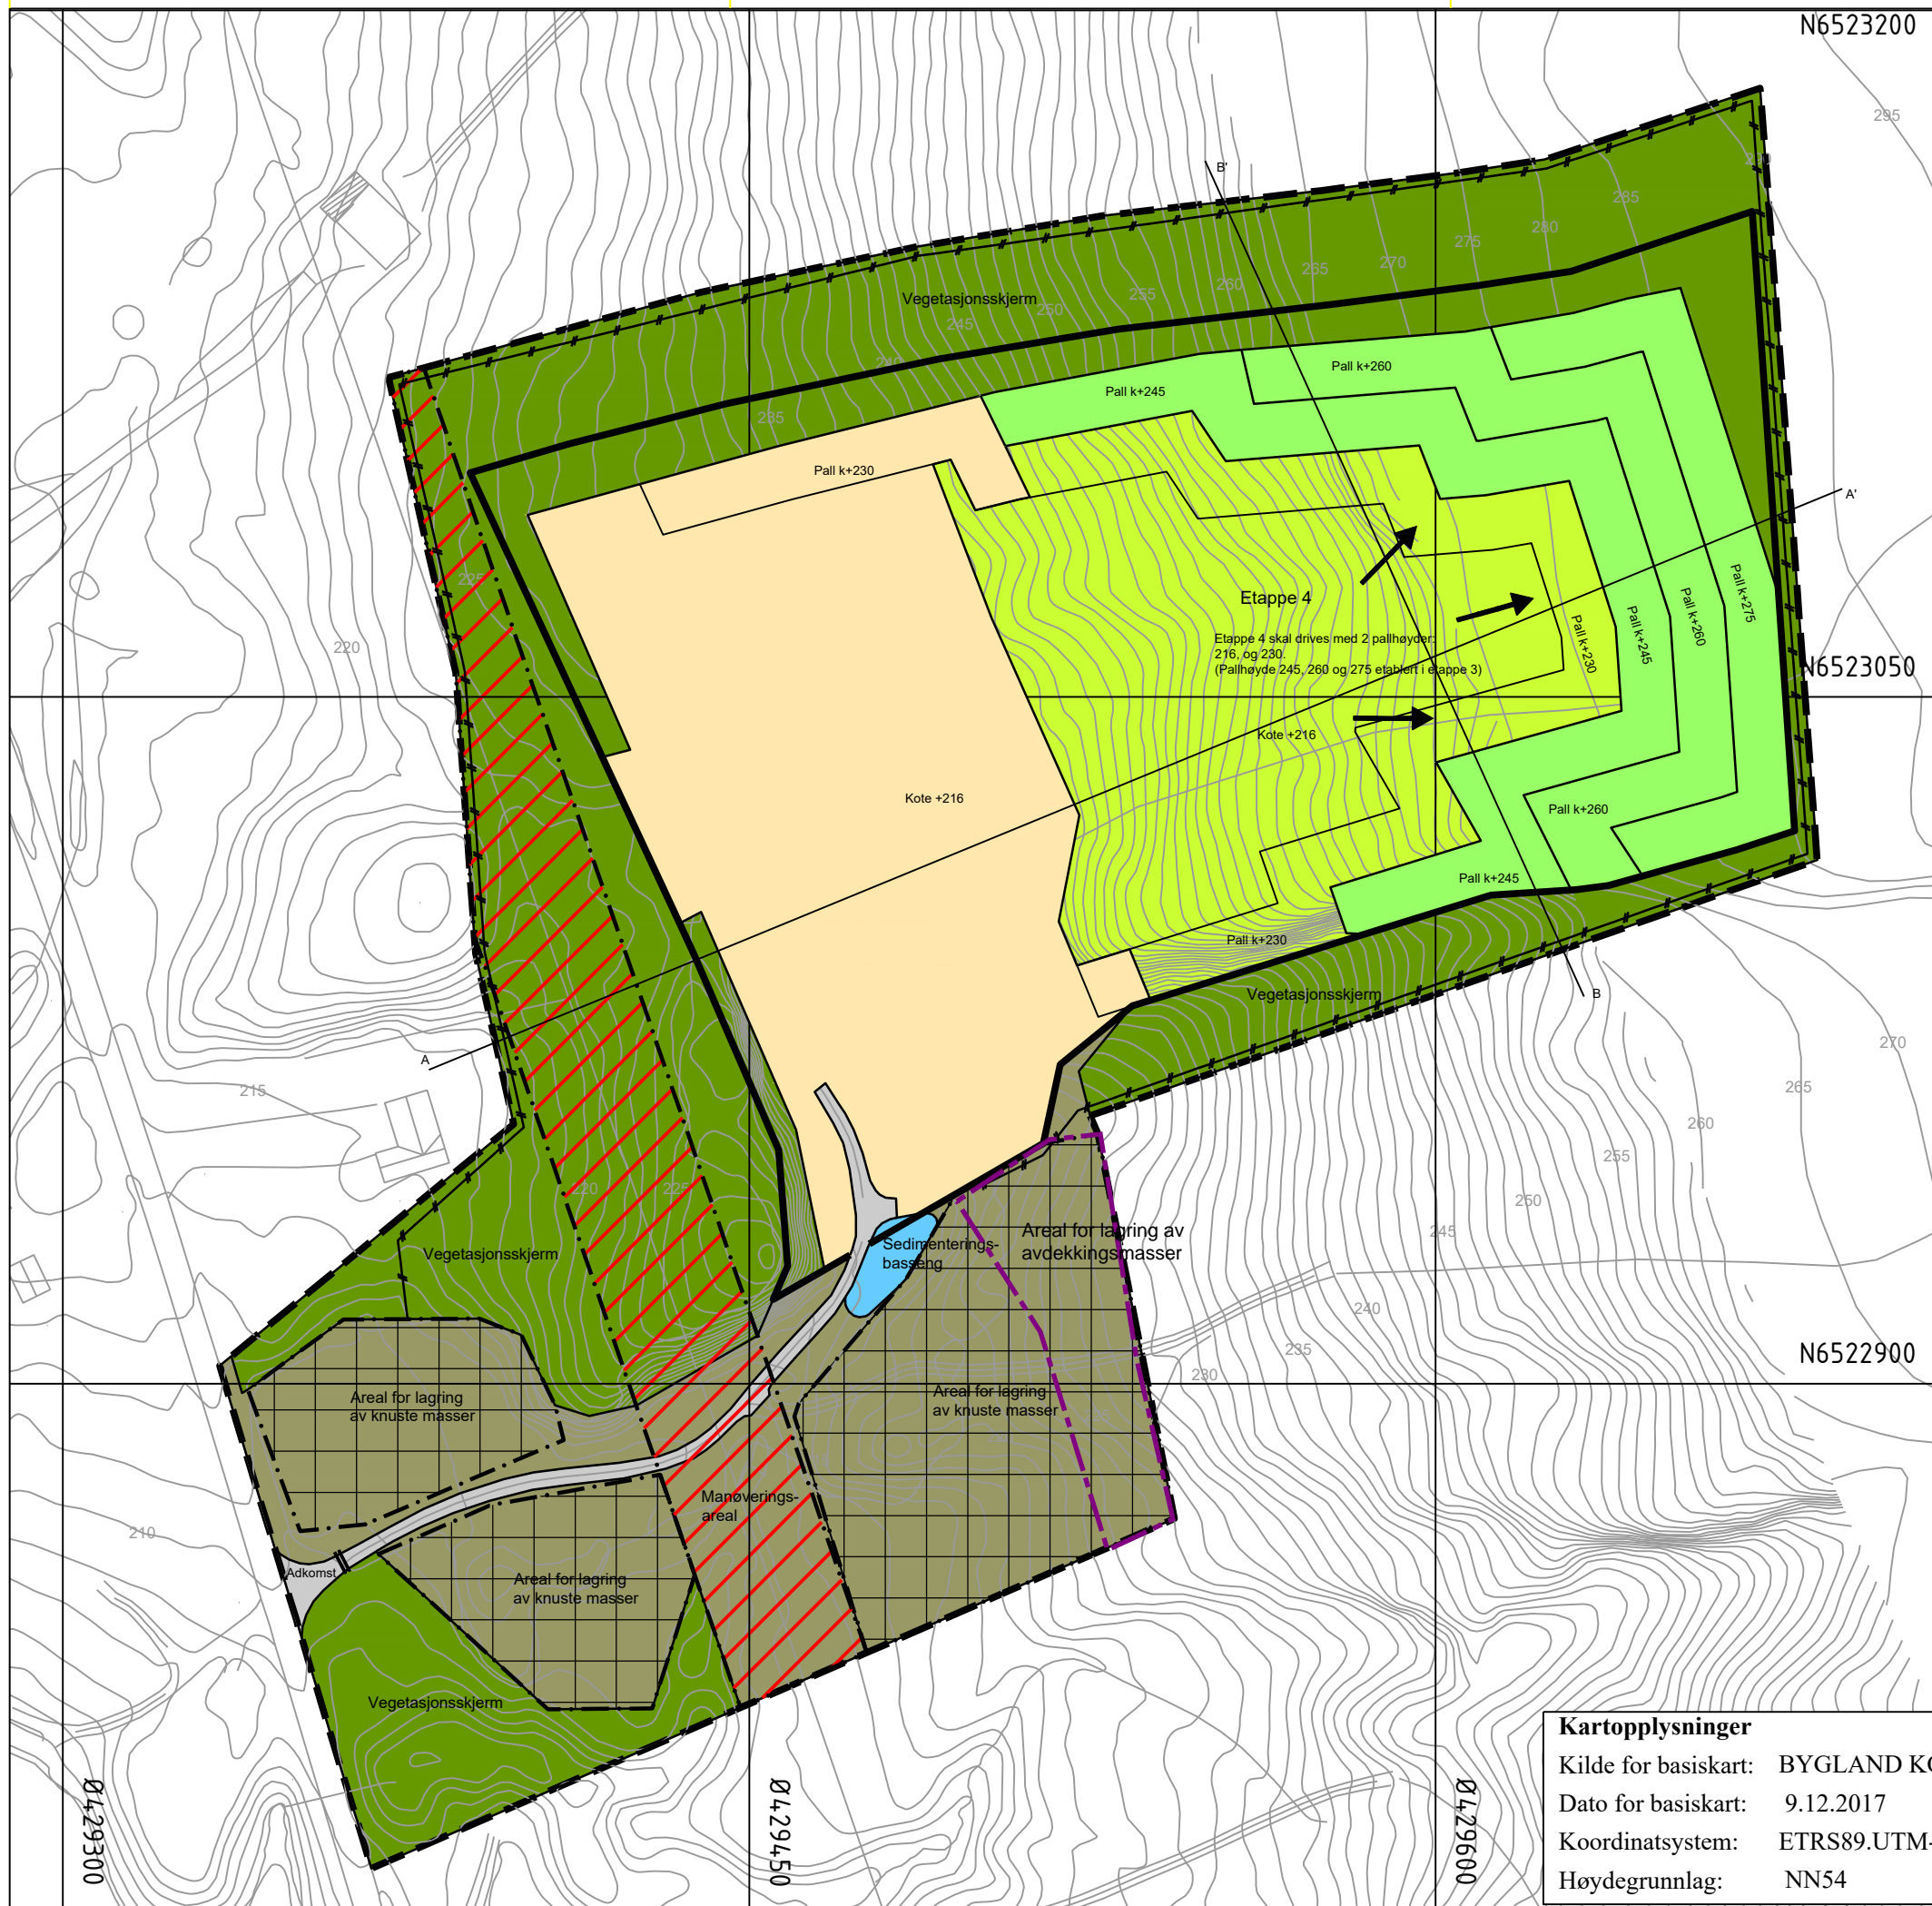 N6523200
295
290
B'
285
280
275
270
265
260
255
Vegetasjonsskjerm
250
245
240
Pall k+260
Pall k+245
235
Pall k+230
A'
225
Etappe 4
Pall k+275
Pall k+260
Pall k+245
Pall k+230
220
Etappe 4 skal drives med 2 pallhøyder:
216, og 230.
(Pallhøyde 245, 260 og 275 etablert i etappe 3)
N6523050
Kote +216
Kote +216
Pall k+260
Pall k+245
Pall k+230
Vegetasjonsskjerm
B
A
270
215
265
260
255
220
225
250
Areal for lagring av
avdekkingsmasser
245
Sedimenterings-
basseng
Vegetasjonsskjerm
240
235
N6522900
230
Areal for lagring
av knuste masser
Areal for lagring
av knuste masser
Manøverings-
areal
210
Adkomst
Areal for lagring
av knuste masser
Vegetasjonsskjerm
Ø429300
Ø429450
Ø429600
Kartopplysninger
Kilde for basiskart: BYGLAND KO
Dato for basiskart: 9.12.2017
Koordinatsystem: ETRS89.UTM-
Høydegrunnlag: NN54